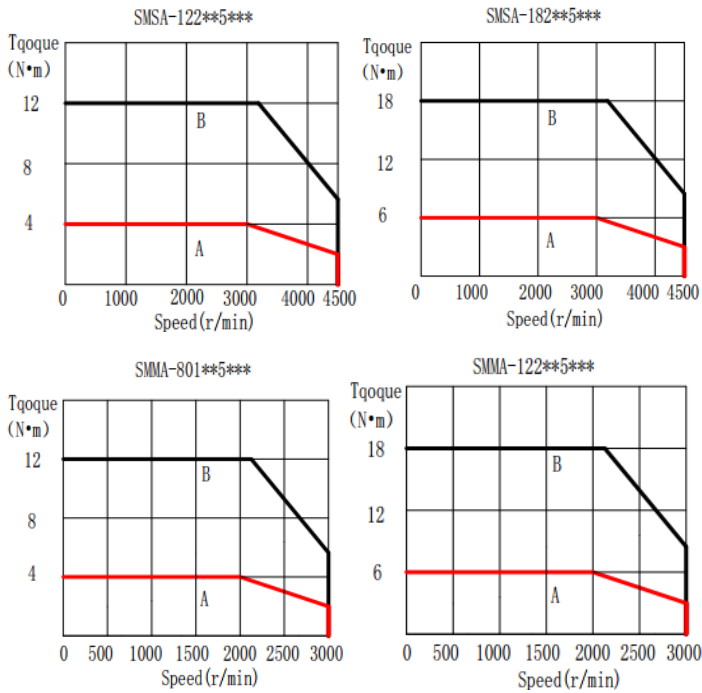 SMSA-122**5***
Tqoque
(N•m)
12
8
4
B
A
0 1000 2000 3000 4000 4500
Speed(r/min)
SMSA-182**5***
Tqoque
(N•m)
18
12
6
B
A
0 1000 2000 3000 4000 4500
Speed(r/min)
SMMA-801**5***
Tqoque
(N•m)
12
8
4
B
A
0 500 1000 1500 2000 2500 3000
Speed(r/min)
SMMA-122**5***
Tqoque
(N•m)
18
12
6
B
A
0 500 1000 1500 2000 2500 3000
Speed(r/min)